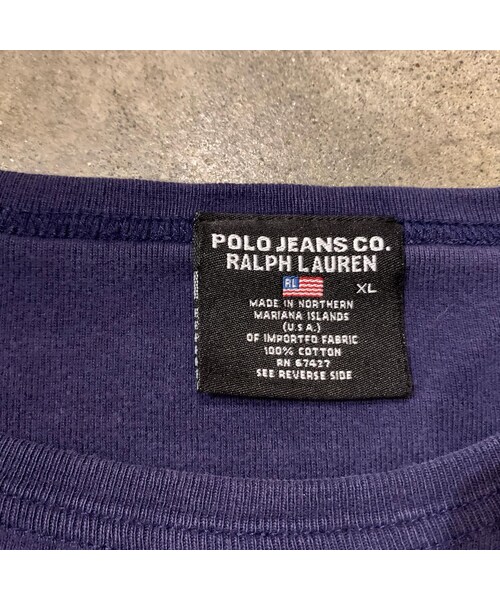 POLO JEANS CO.
RALPH LAUREN
RL XL
MADE IN NORTHERN
MARIANA ISLANDS
(U.S.A.)
OF IMPORTED FABRIC
100% COTTON
RN 67427
SEE REVERSE SIDE